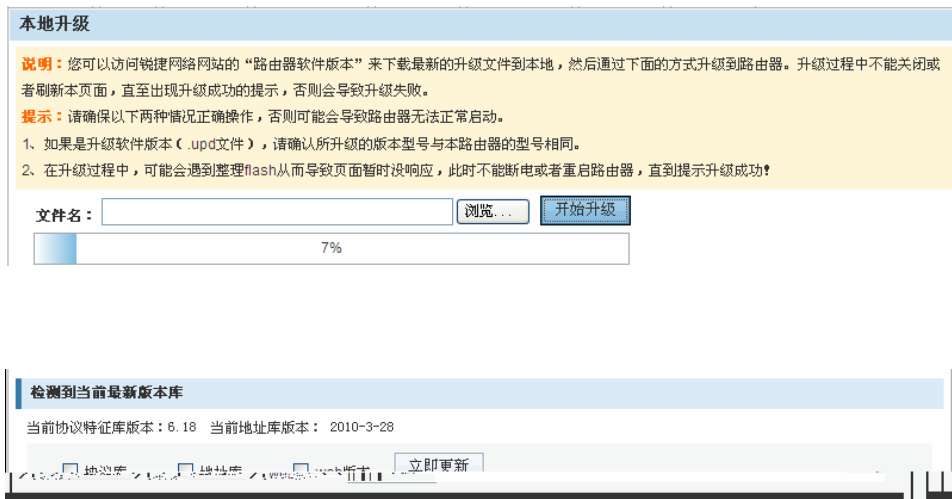 本地升级
说明：您可以访问锐捷网络网站的“路由器软件版本”来下载最新的升级文件到本地，然后通过下面的方式升级到路由器。升级过程中不能关闭或
者刷新本页面，直至出现升级成功的提示，否则会导致升级失败。
提示：请确保以下两种情况正确操作，否则可能会导致路由器无法正常启动。
1、如果是升级软件版本（.upd文件），请确认所升级的版本型号与本路由器的型号相同。
2、在升级过程中，可能会遇到整理flash从而导致页面暂时没响应，此时不能断电或者重启路由器，直到提示升级成功！
文件名： 浏览... 开始升级
7%
检测到当前最新版本库
当前协议特征库版本：6.18 当前地址库版本： 2010-3-28
协议库 地址库 web版本 立即更新